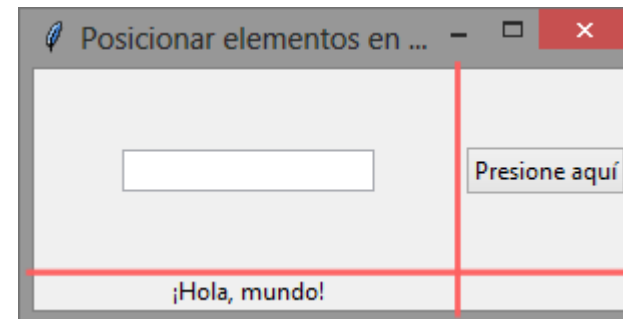 Posicionar elementos en ...
Presione aquí
¡Hola, mundo!